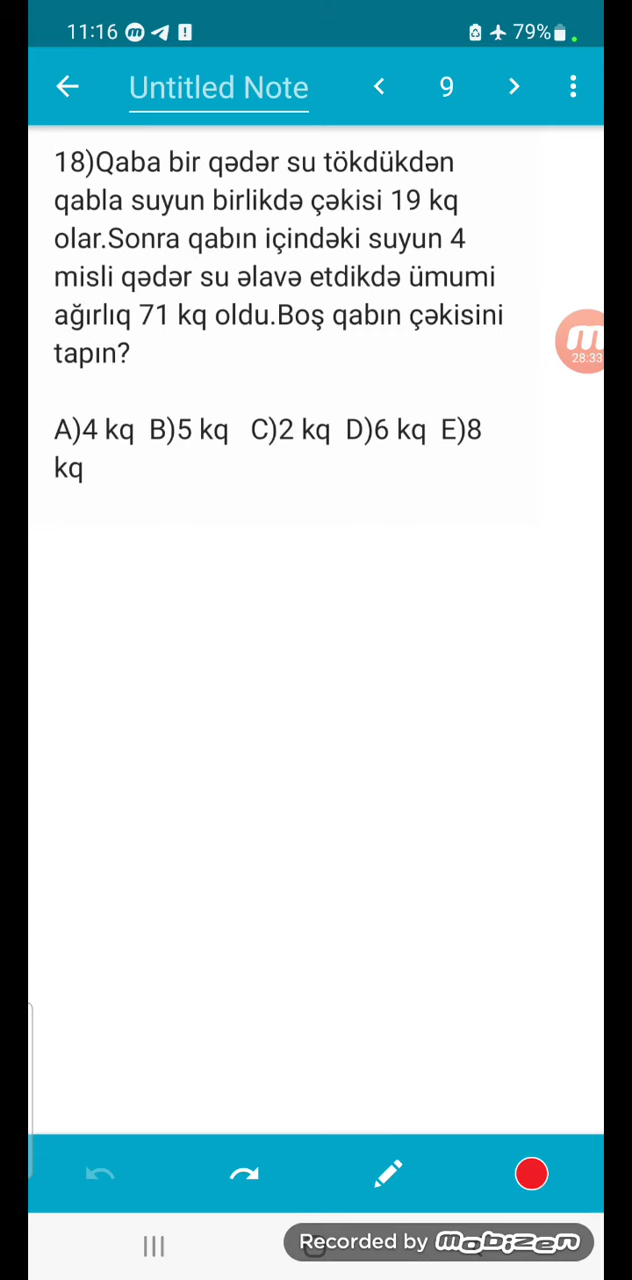 11:16 79%
Untitled Note 9
18)Qaba bir qədər su tökdükdən
qabla suyun birlikdə çəkisi 19 kq
olar.Sonra qabın içindəki suyun 4
misli qədər su əlavə etdikdə ümumi
ağırlıq 71 kq oldu.Boş qabın çəkisini
tapın?
28:33
A)4 kq B)5 kq C)2 kq D)6 kq E)8
kq
Recorded by mobizen